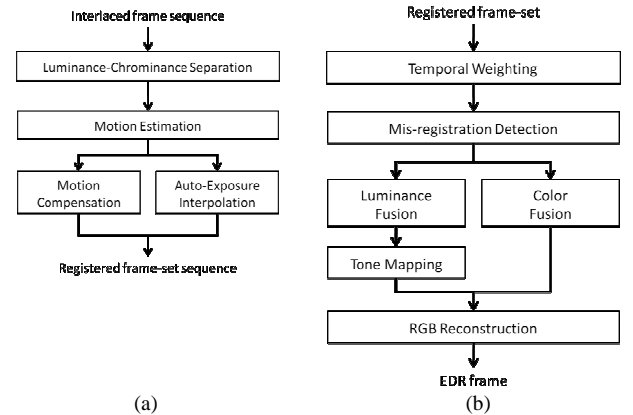 Interlaced frame sequence
Luminance-Chrominance Separation
Motion Estimation
Motion
Compensation
Auto-Exposure
Interpolation
Registered frame-set sequence
(a)
Registered frame-set
Temporal Weighting
Mis-registration Detection
Luminance
Fusion
Color
Fusion
Tone Mapping
RGB Reconstruction
EDR frame
(b)